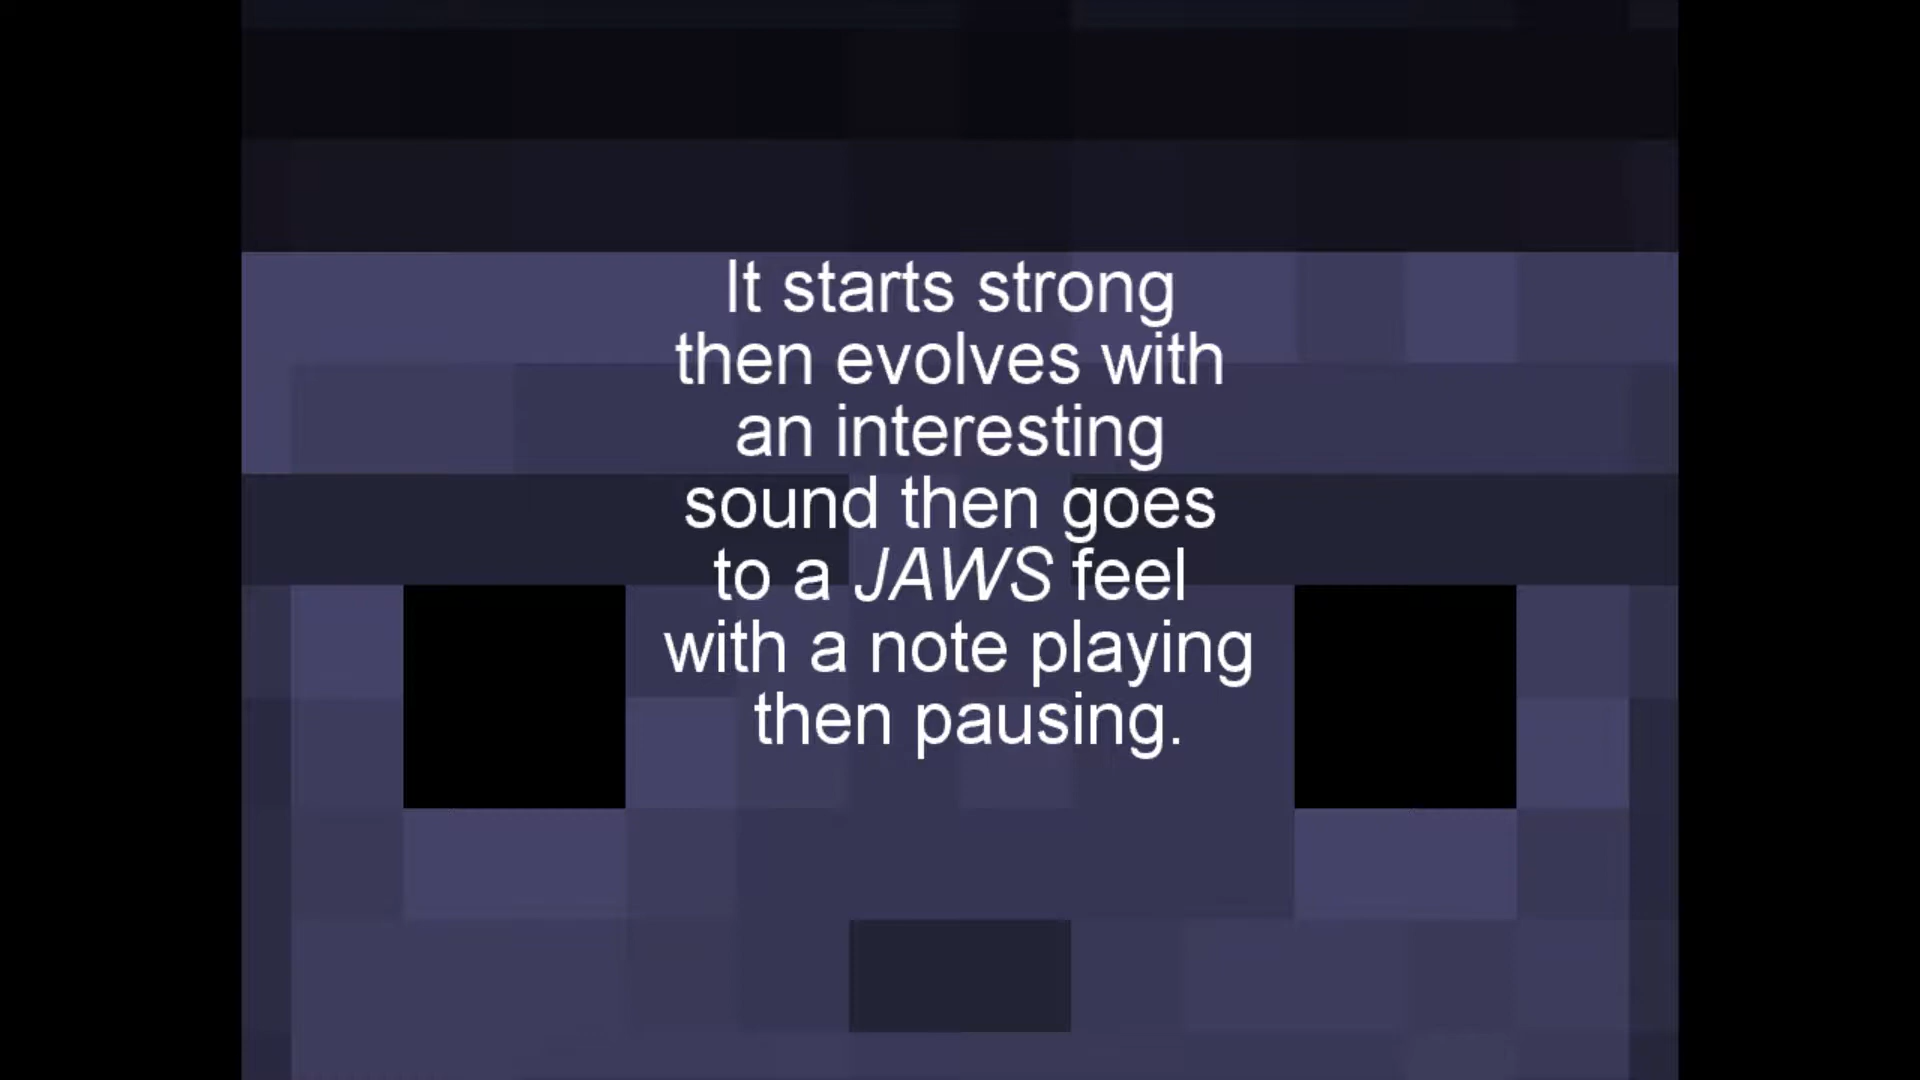 It starts strong
then evolves with
an interesting
sound then goes
to a JAWS feel
with a note playing
then pausing.